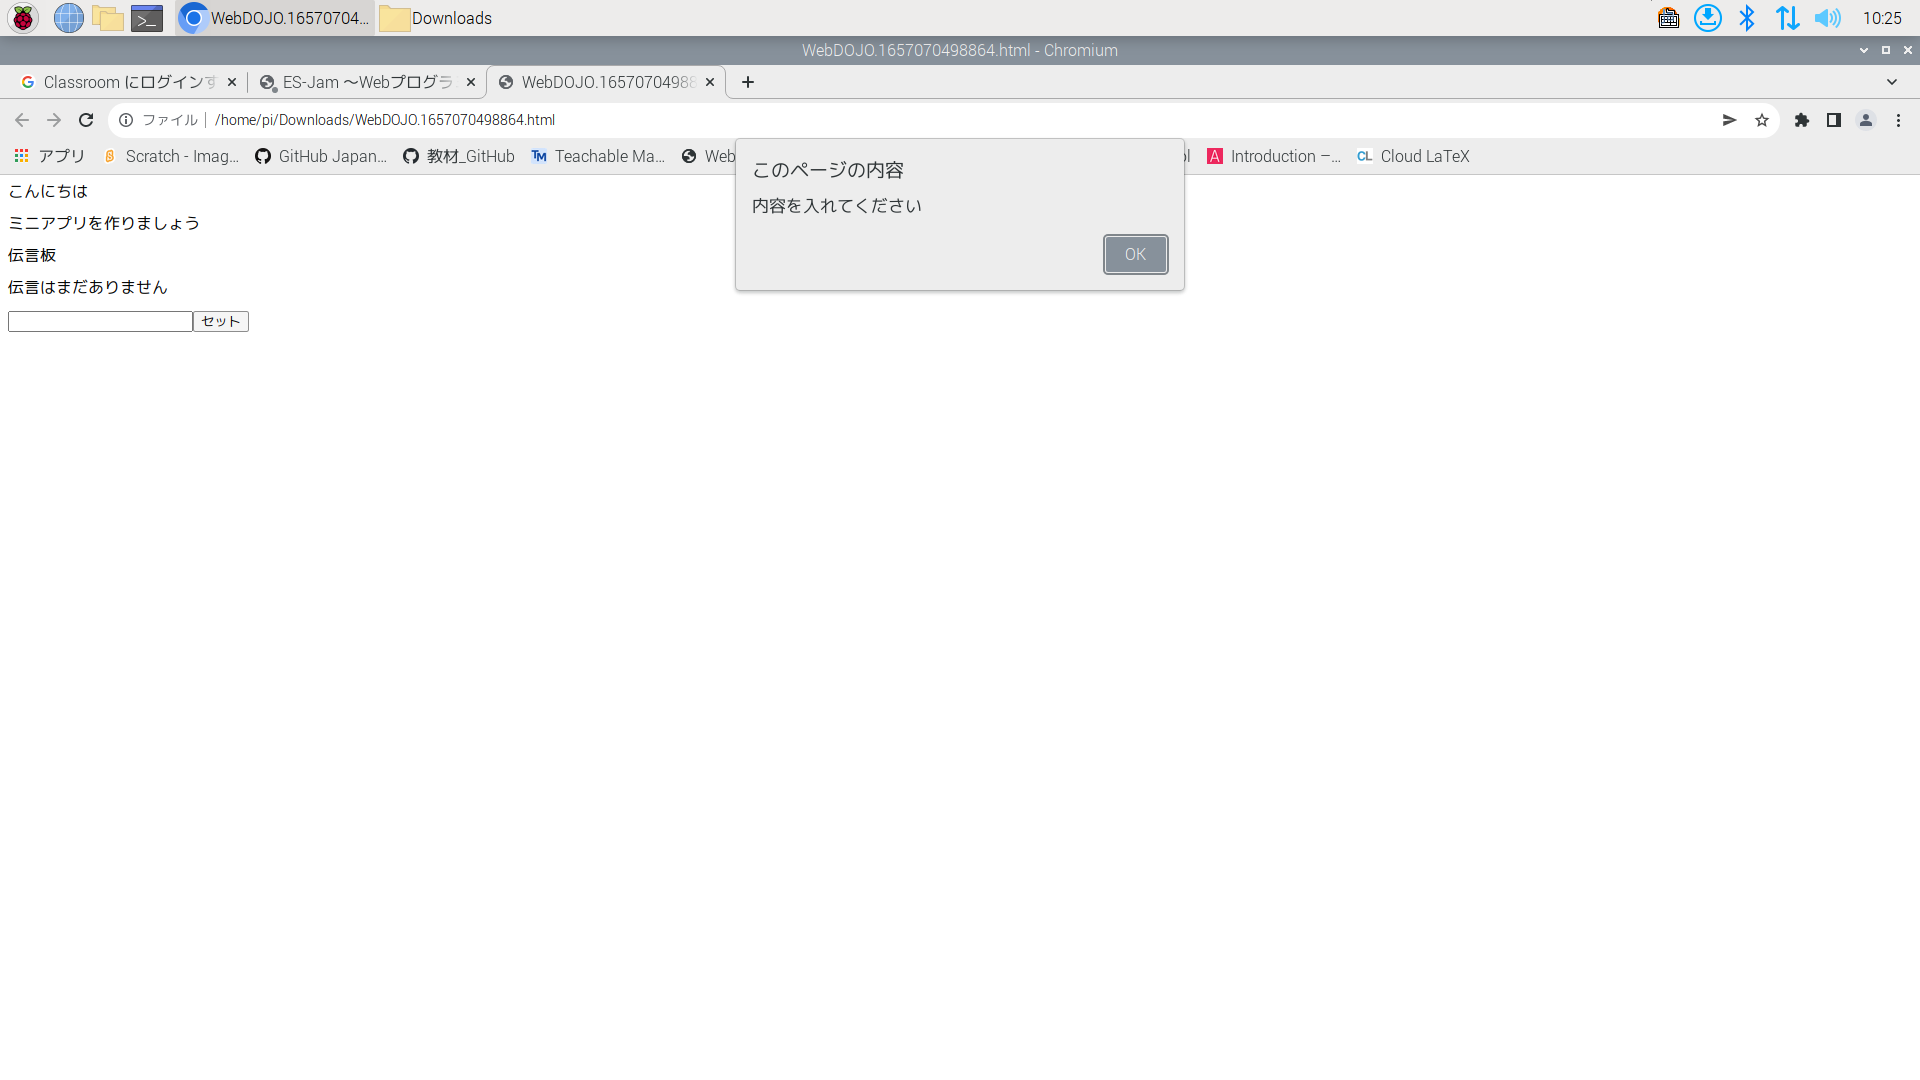 WebDOJO.16570704...
Downloads
10:25
WebDOJO.1657070498864.html - Chromium
Classroom にログインす
ES-Jam ～Webプログラ
WebDOJO.1657070498
ファイル
/home/pi/Downloads/WebDOJO.1657070498864.html
アプリ
Scratch - Imag...
GitHub Japan...
教材_GitHub
TM
Teachable Ma...
Web
A
Introduction –...
CL
Cloud LaTeX
このページの内容
内容を入れてください
OK
こんにちは
ミニアプリを作りましょう
伝言板
伝言はまだありません
セット